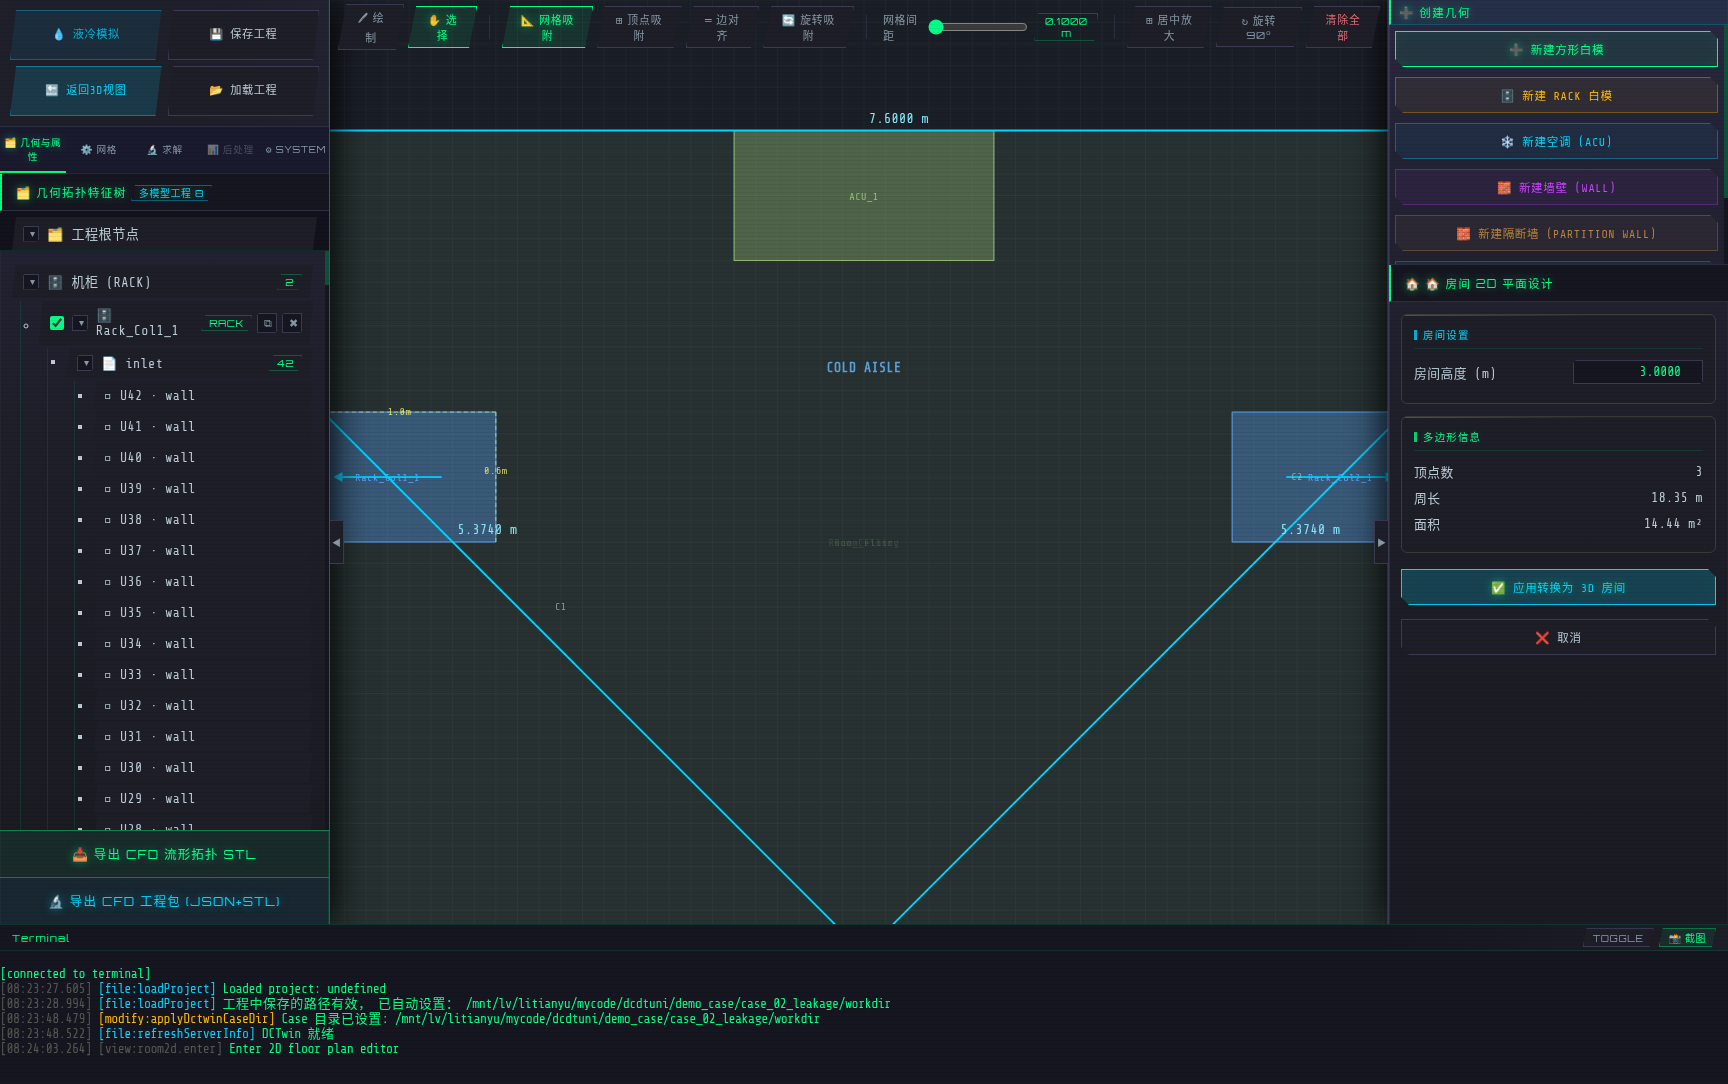 💧 液冷模拟
💾 保存工程
🔙 返回3D视图
📂 加载工程
🗂️ 几何与属性
⚙️ 网格
🔬 求解
📊 后处理
⚙ SYSTEM
🗂️ 几何拓扑特征树
多模型工程 ⊟
▼ 🗂️ 工程根节点
▼ 🗄️ 机柜 (RACK) 2
▼ 🗄️ Rack_Col1_1 RACK ⧉ ✖
▼ 📄 inlet 42
U42 · wall
U41 · wall
U40 · wall
U39 · wall
U38 · wall
U37 · wall
U36 · wall
U35 · wall
U34 · wall
U33 · wall
U32 · wall
U31 · wall
U30 · wall
U29 · wall
U28 · wall
📥 导出 CFD 流形拓扑 STL
🔬 导出 CFD 工程包 (JSON+STL)
🖊 绘制
✋ 选择
📐 网格吸附
⊞ 顶点吸附
═ 边对齐
🔄 旋转吸附
网格间距
0.1000 m
⊞ 居中放大
↻ 旋转 90°
清除全部
7.6000 m
ACU_1
COLD AISLE
1.0m
Rack_Col1_1
0.6m
5.3740 m
C2 Rack_Col2_1
5.3740 m
C1
◀
▶
➕ 创建几何
➕ 新建方形白模
🗄️ 新建 RACK 白模
❄️ 新建空调 (ACU)
🧱 新建墙壁 (WALL)
🧱 新建隔断墙 (PARTITION WALL)
🏠 🏠 房间 2D 平面设计
房间设置
房间高度 (m) 3.0000
多边形信息
顶点数 3
周长 18.35 m
面积 14.44 m²
✅ 应用转换为 3D 房间
❌ 取消
Terminal
TOGGLE
📸 截图
[connected to terminal]
[08:23:27.605] [file:loadProject] Loaded project: undefined
[08:23:28.994] [file:loadProject] 工程中保存的路径有效, 已自动设置: /mnt/lv/litianyu/mycode/dcdtuni/demo_case/case_02_leakage/workdir
[08:23:48.479] [modify:applyDctwinCaseDir] Case 目录已设置: /mnt/lv/litianyu/mycode/dcdtuni/demo_case/case_02_leakage/workdir
[08:23:48.522] [file:refreshServerInfo] DCTwin 就绪
[08:24:03.264] [view:room2d.enter] Enter 2D floor plan editor